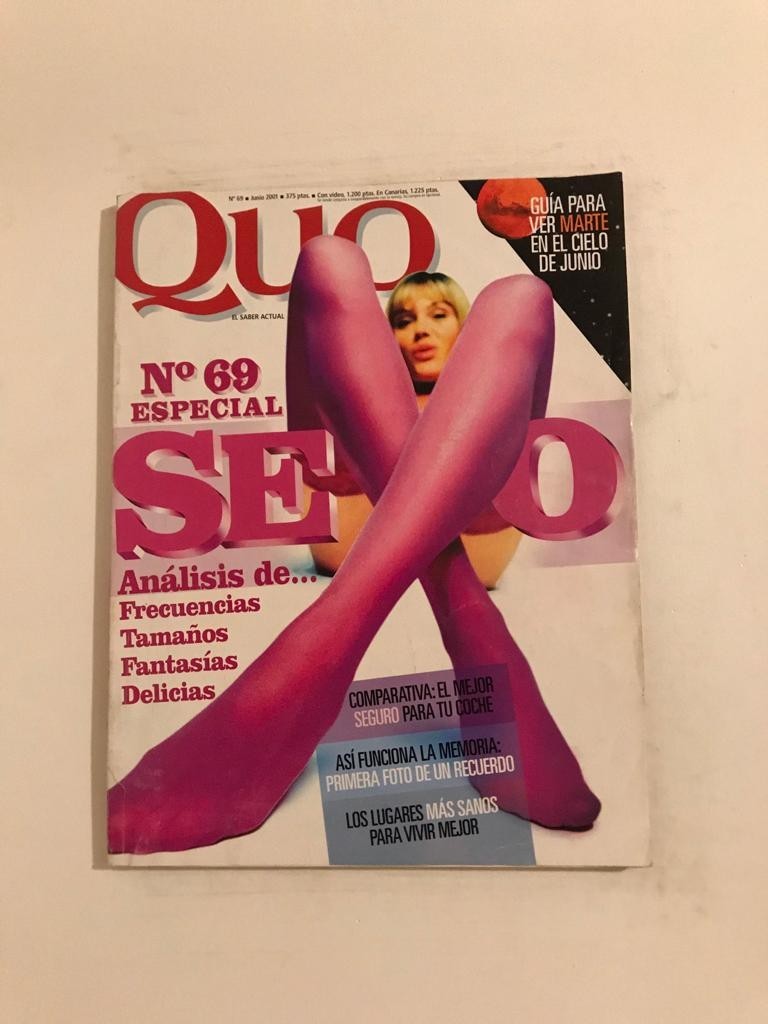 Nº 69 ■ Junio 2001 ■ 375 ptas. ■ Con vídeo, 1.200 ptas. En Canarias, 1.225 ptas.
QUO
EL SABER ACTUAL
GUÍA PARA
VER MARTE
EN EL CIELO
DE JUNIO
Nº 69
ESPECIAL
SEXO
Análisis de...
Frecuencias
Tamaños
Fantasías
Delicias
COMPARATIVA: EL MEJOR
SEGURO PARA TU COCHE
ASÍ FUNCIONA LA MEMORIA:
PRIMERA FOTO DE UN RECUERDO
LOS LUGARES MÁS SANOS
PARA VIVIR MEJOR